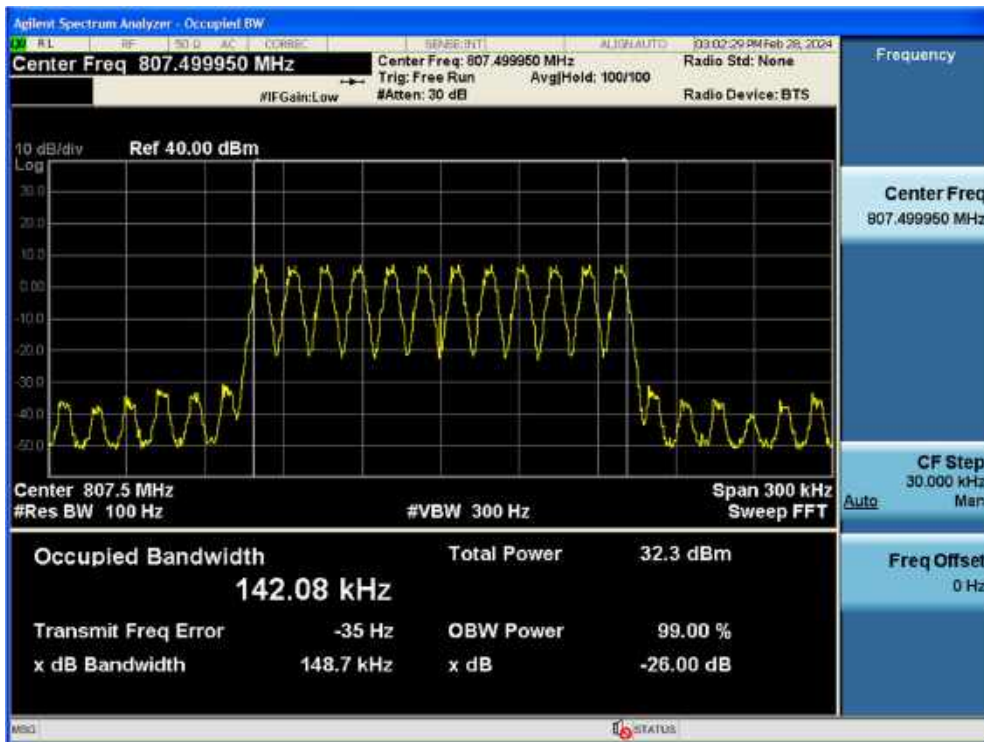 Agilent Spectrum Analyzer - Occupied BW
RL RF 50 Ω AC CORREC SENSE:INT ALIGN AUTO 03:02:29 PM Feb 28, 2024
Center Freq 807.499950 MHz
Center Freq: 807.499950 MHz
Radio Std: None
Trig: Free Run Avg|Hold: 100/100
#IFGain:Low
#Atten: 30 dB
Radio Device: BTS
10 dB/div Ref 40.00 dBm
Log
30.0
20.0
10.0
0.00
-10.0
-20.0
-30.0
-40.0
-50.0
Center 807.5 MHz Span 300 kHz
#Res BW 100 Hz #VBW 300 Hz Sweep FFT
Occupied Bandwidth Total Power 32.3 dBm
142.08 kHz
Transmit Freq Error -35 Hz OBW Power 99.00 %
x dB Bandwidth 148.7 kHz x dB -26.00 dB
MSG STATUS
Frequency
Center Freq
807.499950 MHz
CF Step
30.000 kHz
Auto Man
Freq Offset
0 Hz